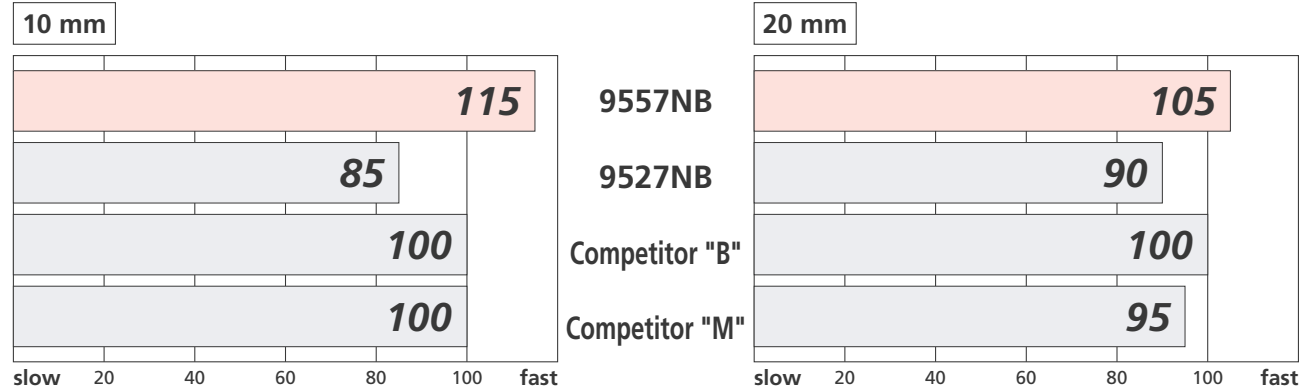 10 mm
20 mm
115
9557NB
105
85
9527NB
90
100
Competitor "B"
100
100
Competitor "M"
95
slow 20 40 60 80 100 fast
slow 20 40 60 80 100 fast